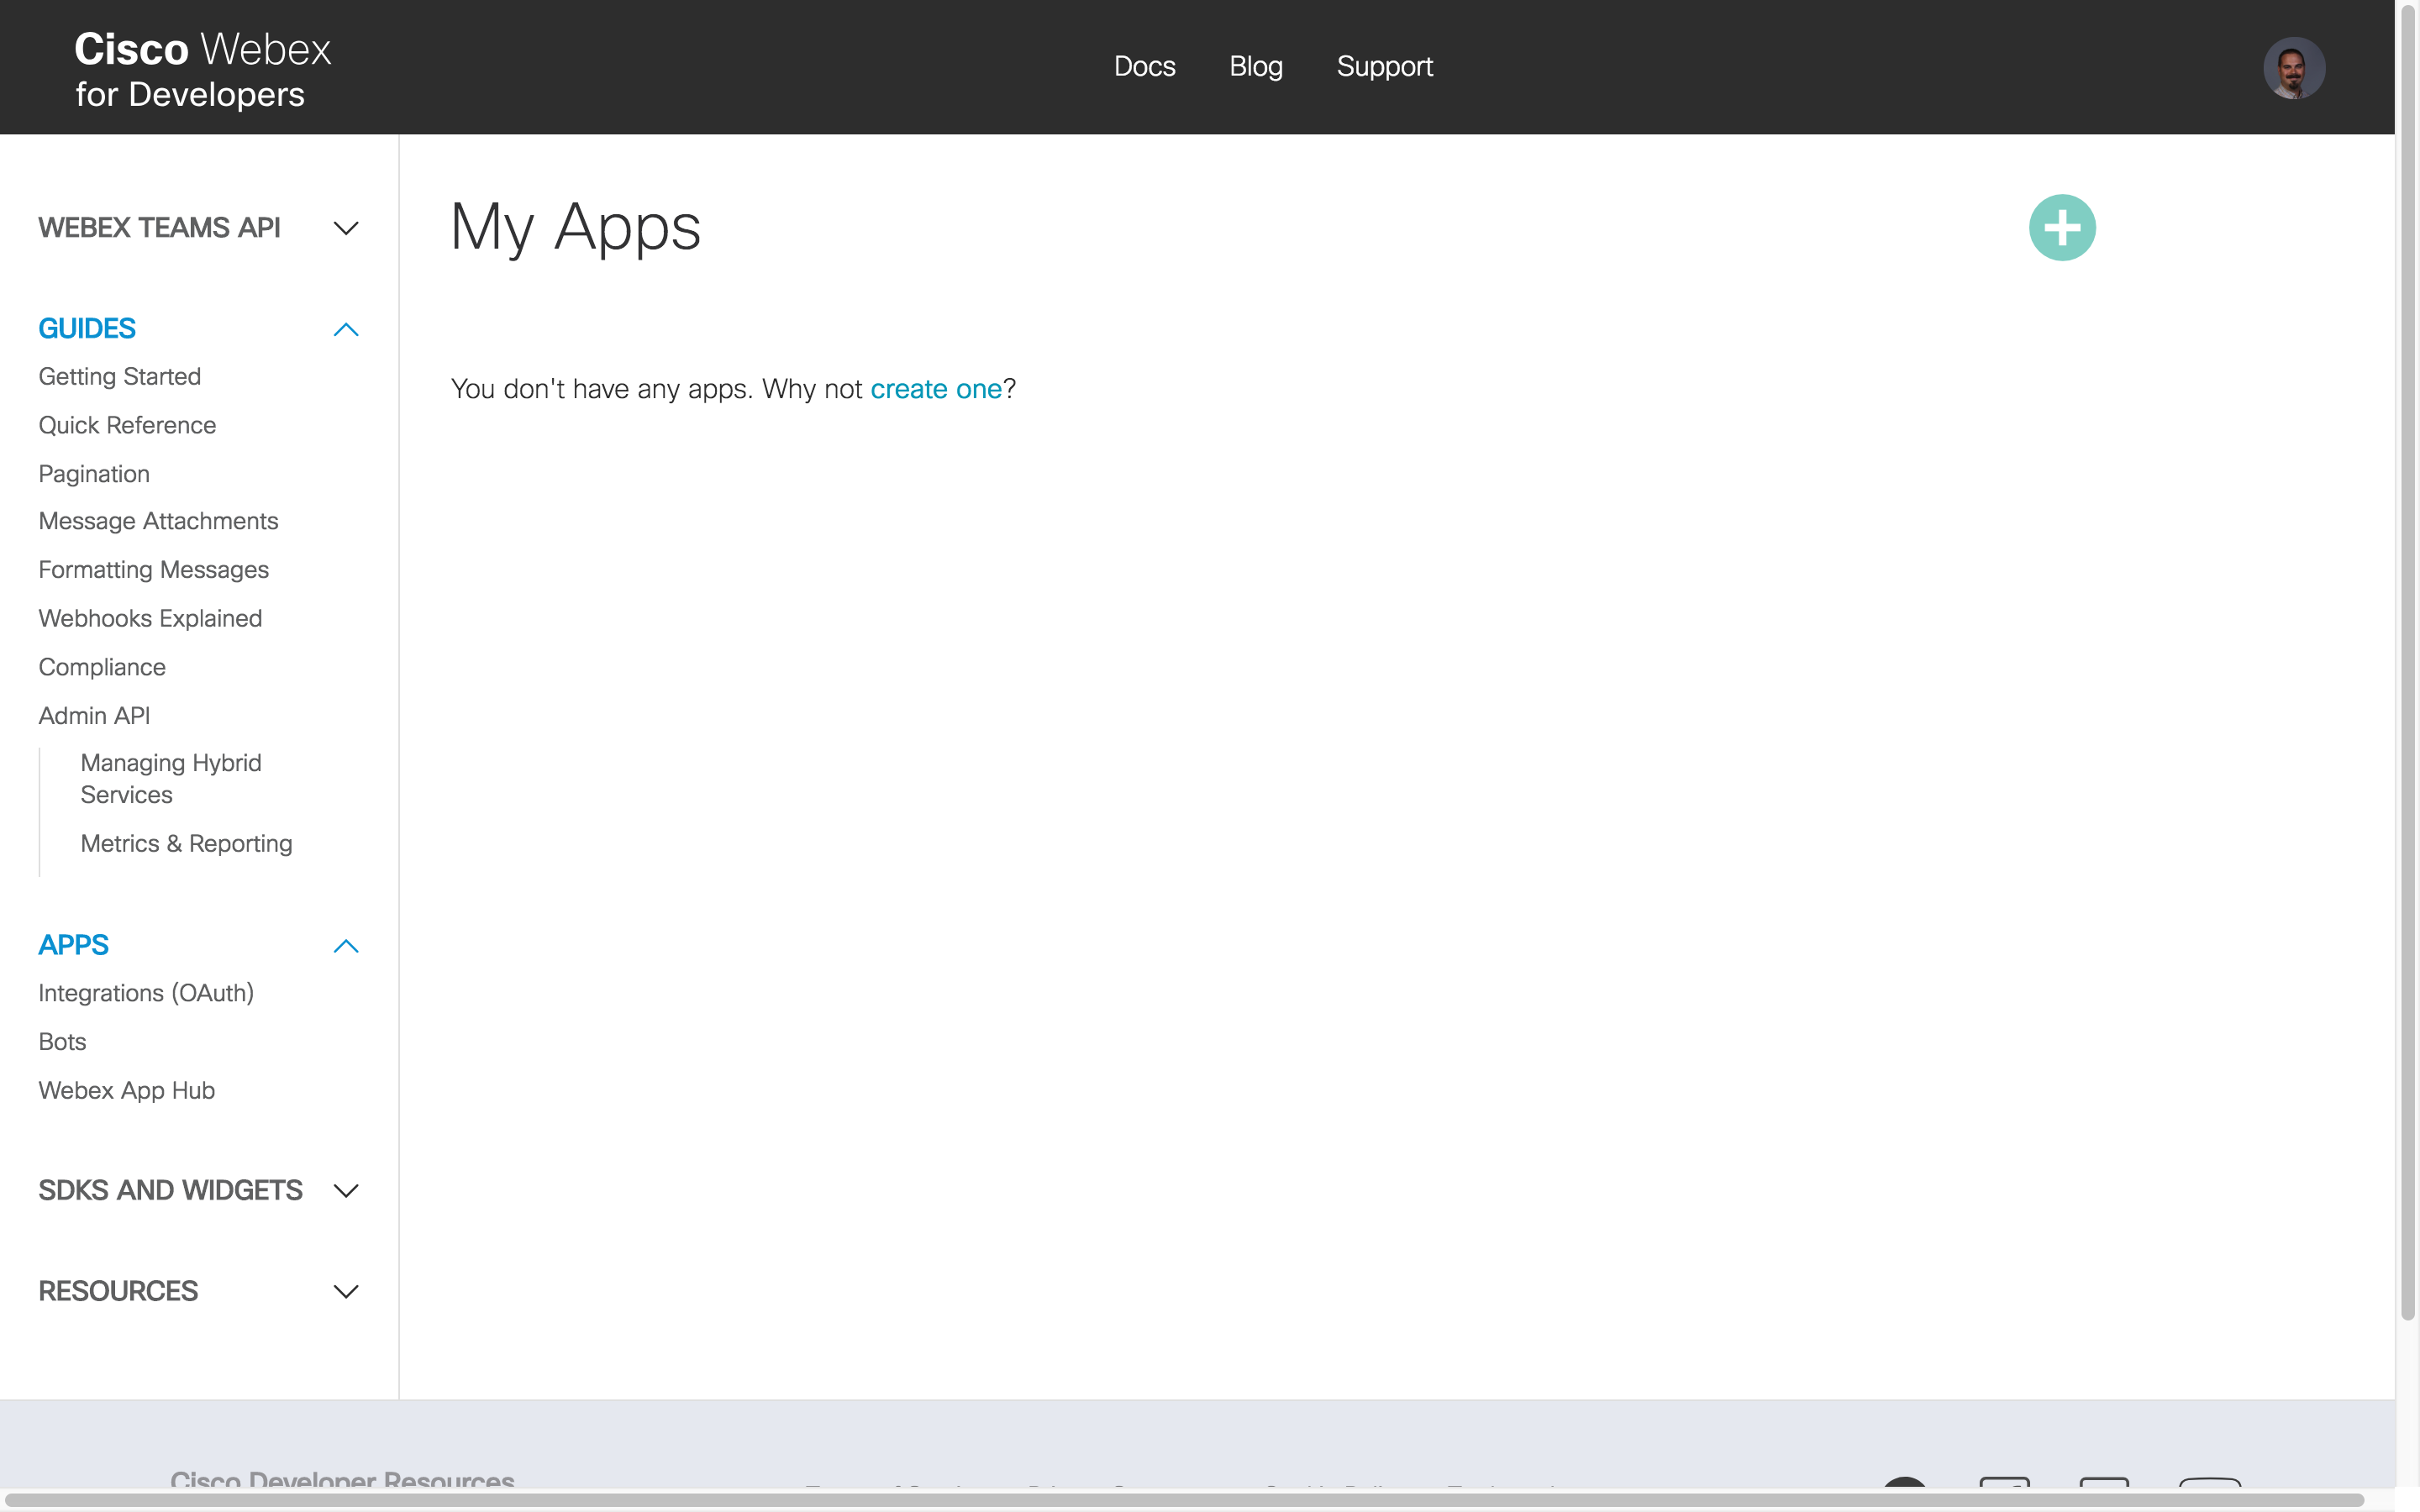 Cisco Webex
for Developers
Docs
Blog
Support
WEBEX TEAMS API
GUIDES
Getting Started
Quick Reference
Pagination
Message Attachments
Formatting Messages
Webhooks Explained
Compliance
Admin API
Managing Hybrid
Services
Metrics & Reporting
APPS
Integrations (OAuth)
Bots
Webex App Hub
SDKS AND WIDGETS
RESOURCES
My Apps
You don't have any apps. Why not create one?
Cisco Developer Resources